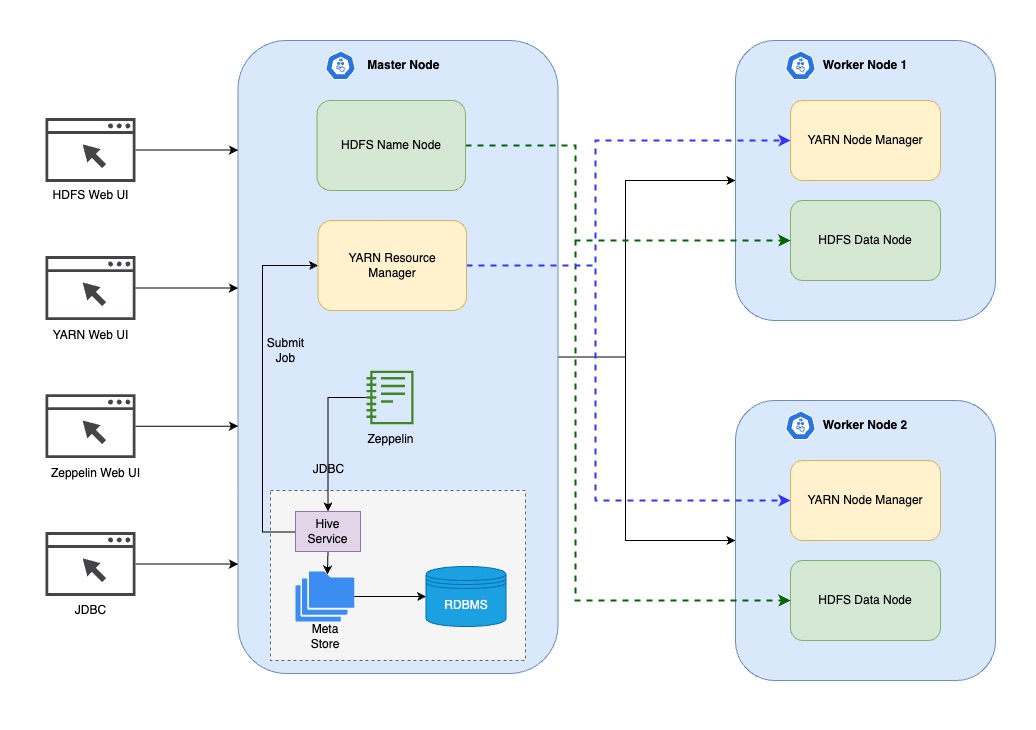 Master Node
Worker Node 1
HDFS Web UI
HDFS Name Node
YARN Node Manager
HDFS Data Node
YARN Web UI
YARN Resource
Manager
Submit
Job
Zeppelin
Zeppelin Web UI
JDBC
Worker Node 2
YARN Node Manager
HDFS Data Node
Hive
Service
JDBC
Meta
Store
RDBMS